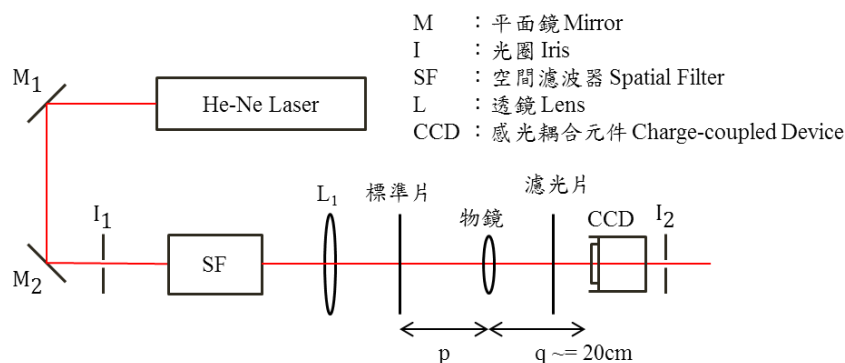 M : 平面鏡 Mirror
I : 光圈 Iris
SF : 空間濾波器 Spatial Filter
L : 透鏡 Lens
CCD : 感光耦合元件 Charge-coupled Device
M1
He-Ne Laser
M2
I1
SF
L1
標準片
物鏡
濾光片
CCD
I2
p
q ~= 20cm